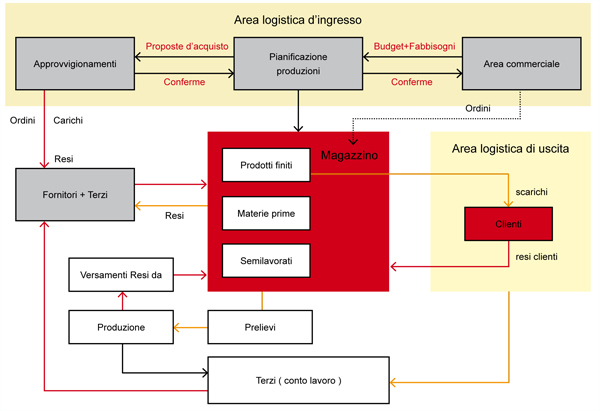 Area logistica d'ingresso
Proposte d'acquisto
Budget+Fabbisogni
Approvvigionamenti
Pianificazione
produzioni
Area commerciale
Conferme
Conferme
Ordini
Ordini
Carichi
Resi
Magazzino
Prodotti finiti
Area logistica di uscita
Fornitori + Terzi
Resi
scarichi
Materie prime
Clienti
Semilavorati
resi clienti
Versamenti Resi da
Produzione
Prelievi
Terzi ( conto lavoro )